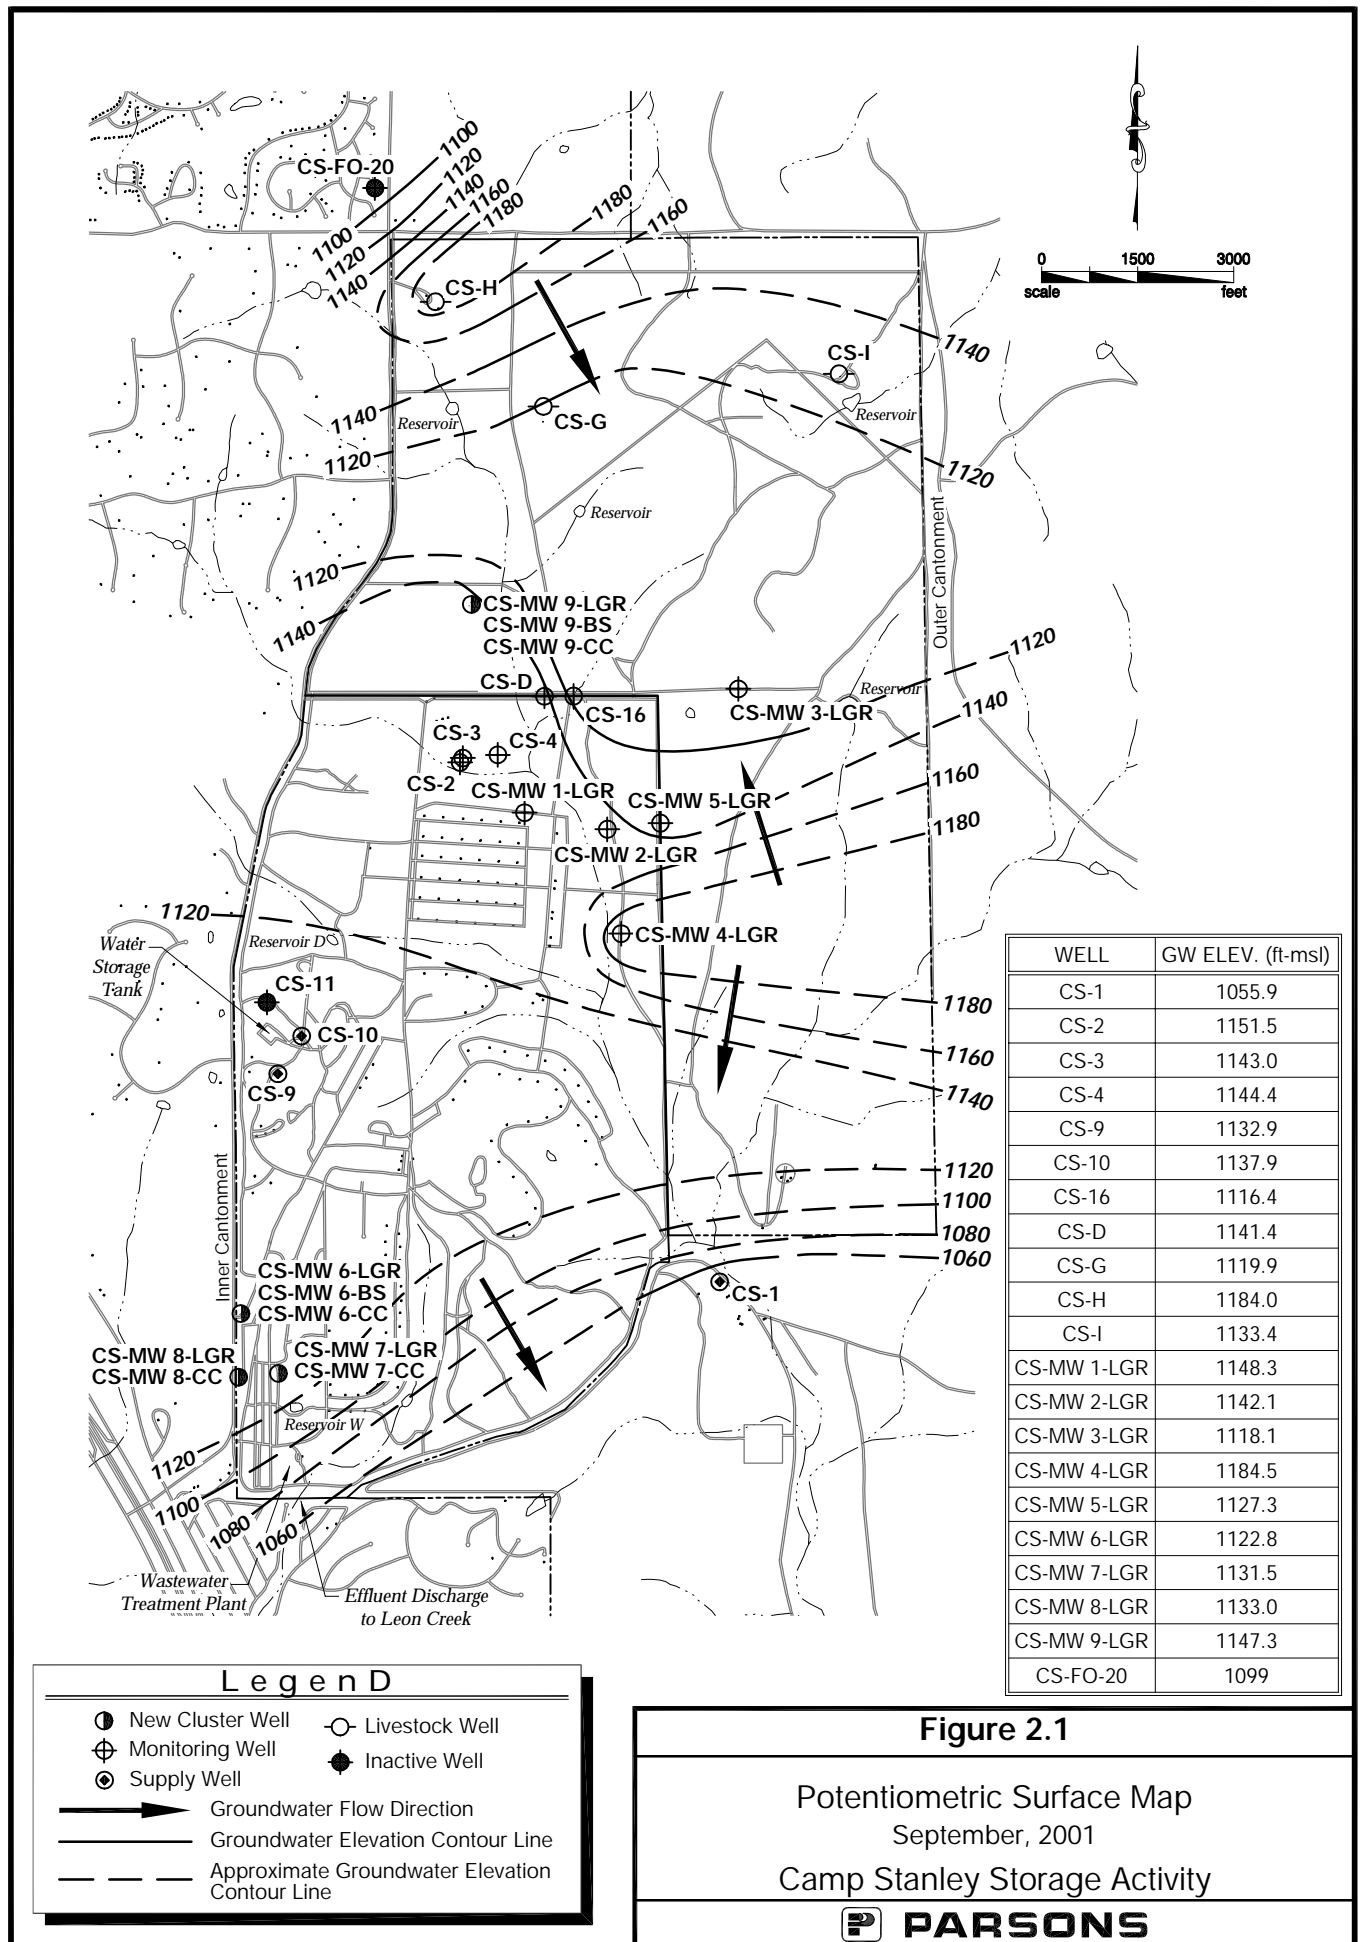 1100
1120
1140
1160
1180
CS-FO-20
1180
1160
1100
1120
1140
0 1500 3000
scale feet
CS-H
1140
CS-I
1140
Reservoir
CS-G
Reservoir
1120
1120
Reservoir
Outer Cantonment
1120
1140
CS-MW 9-LGR
CS-MW 9-BS
CS-MW 9-CC
1120
CS-D
CS-16
Reservoir
CS-MW 3-LGR
1140
CS-3
CS-4
CS-2
1160
CS-MW 1-LGR
CS-MW 5-LGR
1180
CS-MW 2-LGR
1120
Water
Storage
Tank
Reservoir D
CS-MW 4-LGR
CS-11
1180
CS-10
1160
CS-9
1140
Inner Cantonment
1120
1100
1080
1060
CS-MW 6-LGR
CS-MW 6-BS
CS-MW 6-CC
CS-1
CS-MW 8-LGR
CS-MW 8-CC
CS-MW 7-LGR
CS-MW 7-CC
Reservoir W
1120
1100
1080
1060
Wastewater
Treatment Plant
Effluent Discharge
to Leon Creek
WELL GW ELEV. (ft-msl)
CS-1 1055.9
CS-2 1151.5
CS-3 1143.0
CS-4 1144.4
CS-9 1132.9
CS-10 1137.9
CS-16 1116.4
CS-D 1141.4
CS-G 1119.9
CS-H 1184.0
CS-I 1133.4
CS-MW 1-LGR 1148.3
CS-MW 2-LGR 1142.1
CS-MW 3-LGR 1118.1
CS-MW 4-LGR 1184.5
CS-MW 5-LGR 1127.3
CS-MW 6-LGR 1122.8
CS-MW 7-LGR 1131.5
CS-MW 8-LGR 1133.0
CS-MW 9-LGR 1147.3
CS-FO-20 1099
LegenD
New Cluster Well
Monitoring Well
Supply Well
Livestock Well
Inactive Well
Groundwater Flow Direction
Groundwater Elevation Contour Line
Approximate Groundwater Elevation
Contour Line
Figure 2.1
Potentiometric Surface Map
September, 2001
Camp Stanley Storage Activity
PARSONS